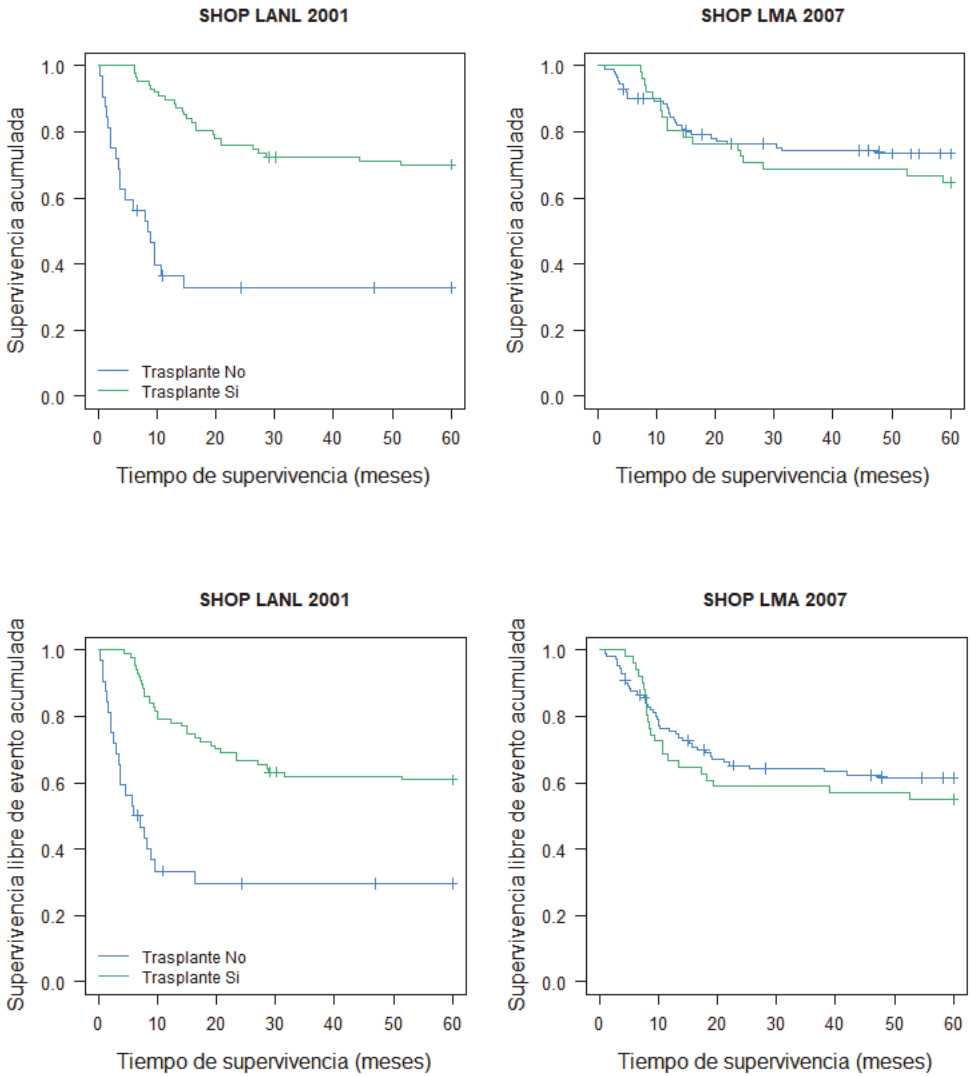 SHOP LANL 2001
Supervivencia acumulada
1.0
0.8
0.6
0.4
0.2
0.0
Trasplante No
Trasplante Si
0 10 20 30 40 50 60
Tiempo de supervivencia (meses)
SHOP LMA 2007
Supervivencia acumulada
1.0
0.8
0.6
0.4
0.2
0.0
0 10 20 30 40 50 60
Tiempo de supervivencia (meses)
SHOP LANL 2001
Supervivencia libre de evento acumulada
1.0
0.8
0.6
0.4
0.2
0.0
Trasplante No
Trasplante Si
0 10 20 30 40 50 60
Tiempo de supervivencia (meses)
SHOP LMA 2007
Supervivencia libre de evento acumulada
1.0
0.8
0.6
0.4
0.2
0.0
0 10 20 30 40 50 60
Tiempo de supervivencia (meses)